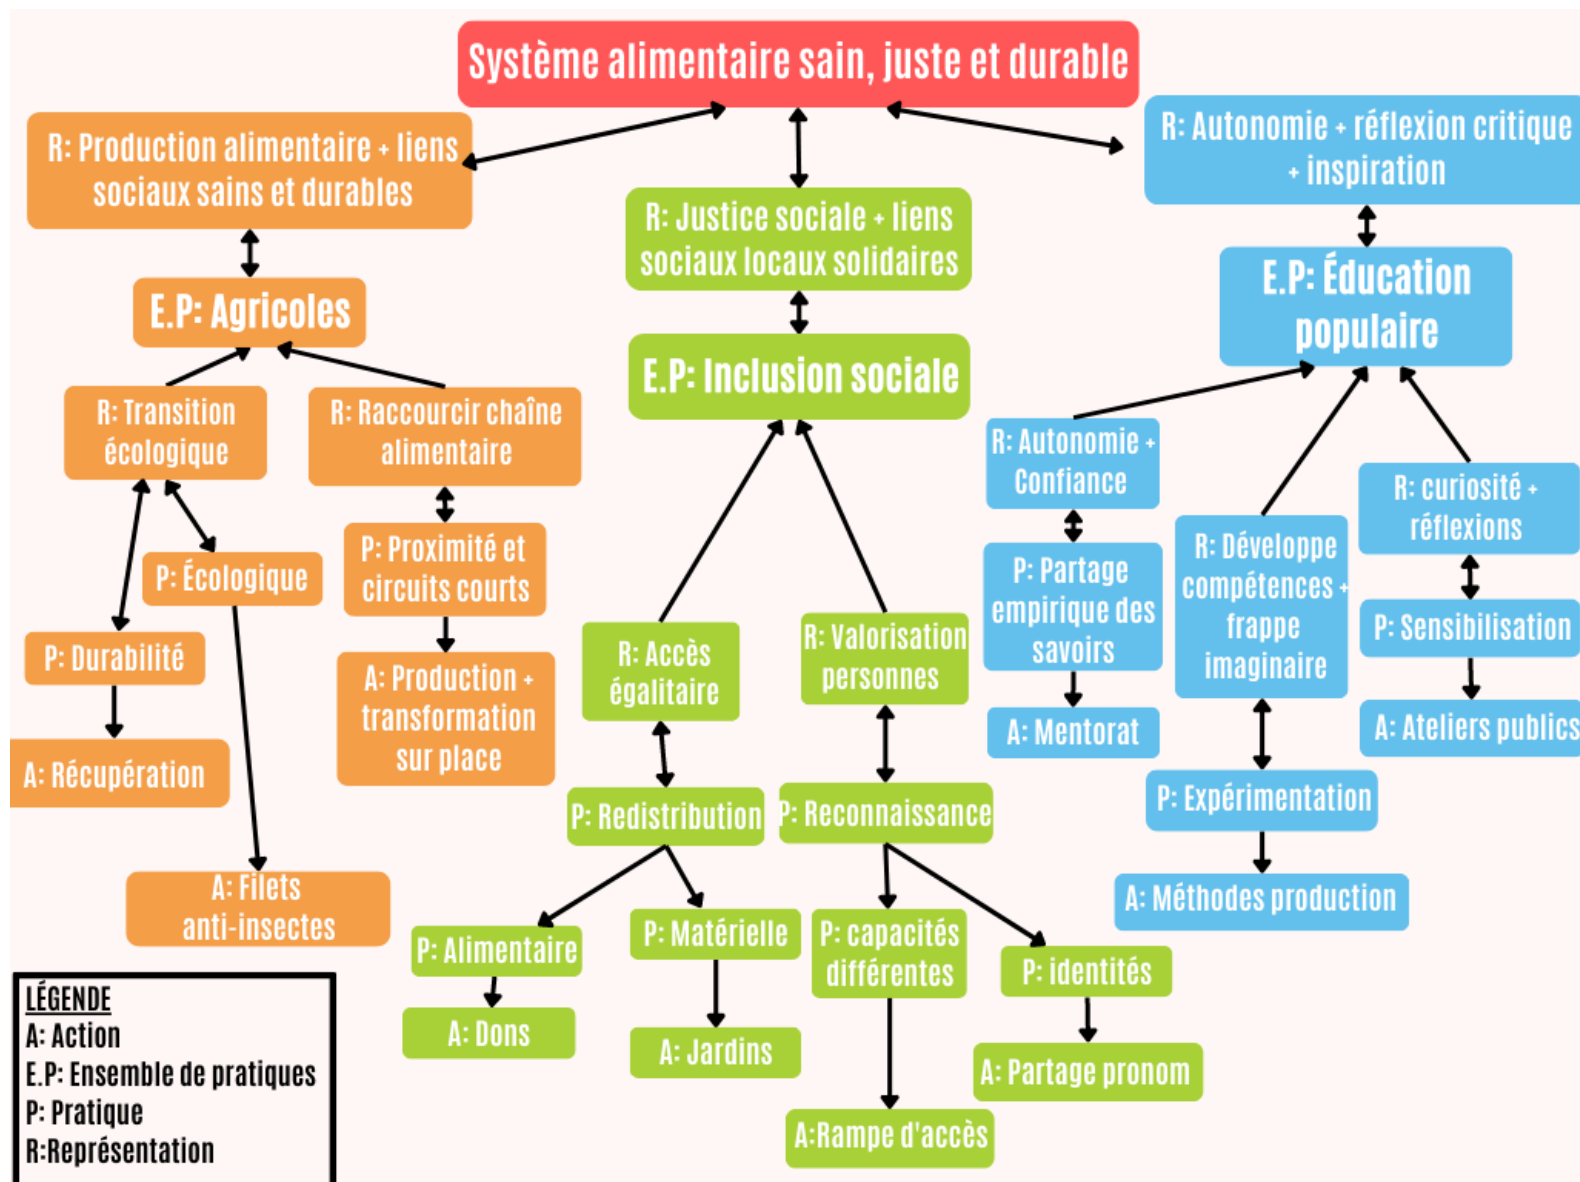 Système alimentaire sain, juste et durable
R: Production alimentaire + liens
sociaux sains et durables
E.P: Agricoles
R: Transition
écologique
P: Durabilité
A: Récupération
P: Écologique
A: Filets
anti-insectes
R: Raccourcir chaîne
alimentaire
P: Proximité et
circuits courts
A: Production +
transformation
sur place
R: Justice sociale + liens
sociaux locaux solidaires
E.P: Inclusion sociale
R: Accès
égalitaire
P: Redistribution
P: Alimentaire
A: Dons
P: Matérielle
A: Jardins
R: Valorisation
personnes
P: Reconnaissance
P: capacités
différentes
A:Rampe d'accès
P: identités
A: Partage pronom
R: Autonomie + réflexion critique
+ inspiration
E.P: Éducation
populaire
R: Autonomie +
Confiance
P: Partage
empirique des
savoirs
A: Mentorat
R: Développe
compétences +
frappe
imaginaire
P: Expérimentation
A: Méthodes production
R: curiosité +
réflexions
P: Sensibilisation
A: Ateliers publics
LÉGENDE
A: Action
E.P: Ensemble de pratiques
P: Pratique
R:Représentation